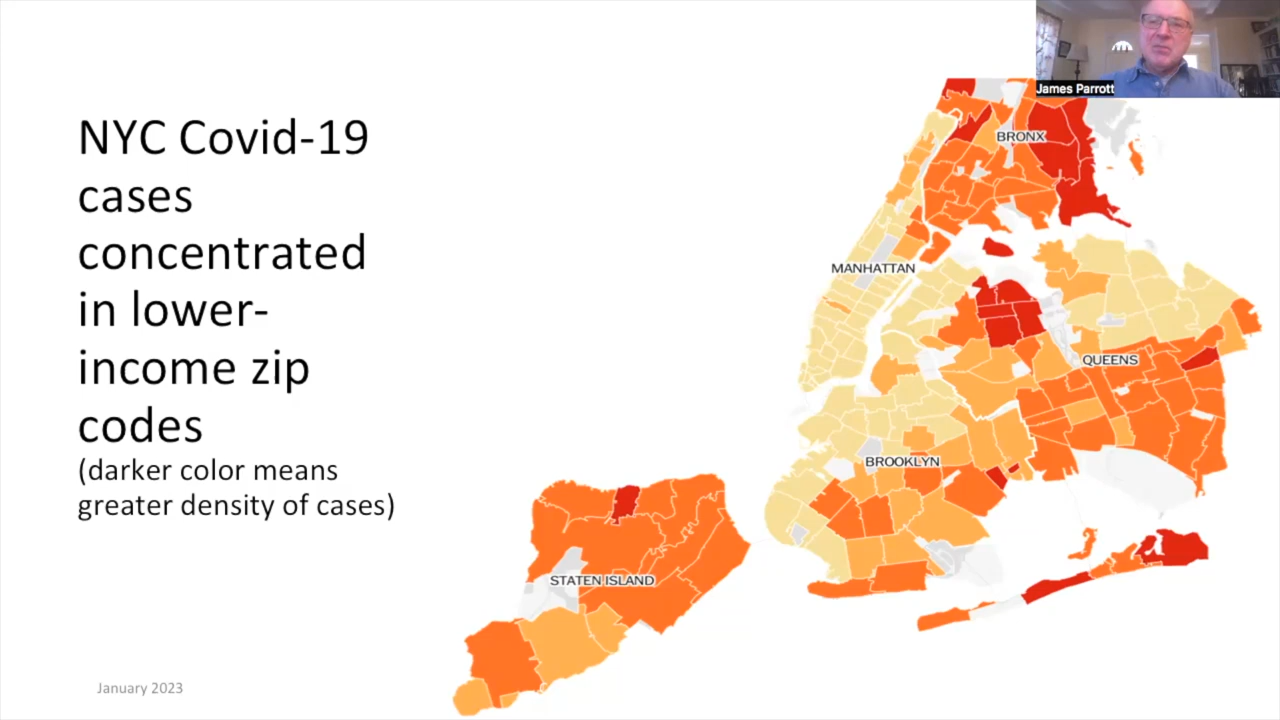 James Parrott
NYC Covid-19
cases
concentrated
in lower-
income zip
codes
(darker color means
greater density of cases)
BRONX
MANHATTAN
QUEENS
BROOKLYN
STATEN ISLAND
January 2023